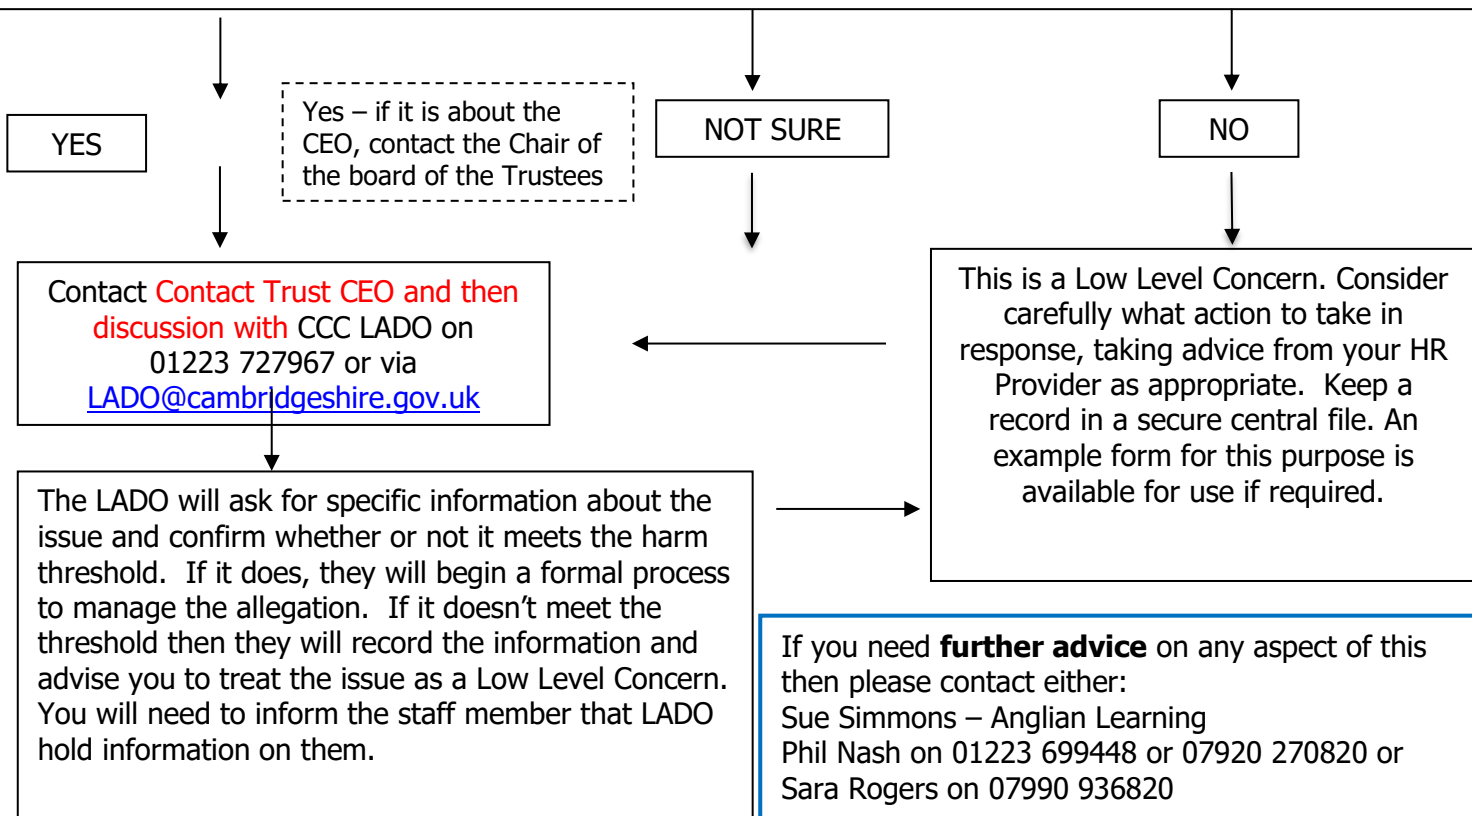 YES
Yes – if it is about the
CEO, contact the Chair of
the board of the Trustees
NOT SURE
NO
Contact Contact Trust CEO and then
discussion with CCC LADO on
01223 727967 or via
LADO@cambridgeshire.gov.uk
This is a Low Level Concern. Consider
carefully what action to take in
response, taking advice from your HR
Provider as appropriate.  Keep a
record in a secure central file. An
example form for this purpose is
available for use if required.
The LADO will ask for specific information about the
issue and confirm whether or not it meets the harm
threshold.  If it does, they will begin a formal process
to manage the allegation.  If it doesn’t meet the
threshold then they will record the information and
advise you to treat the issue as a Low Level Concern.
You will need to inform the staff member that LADO
hold information on them.
If you need further advice on any aspect of this
then please contact either:
Sue Simmons – Anglian Learning
Phil Nash on 01223 699448 or 07920 270820 or
Sara Rogers on 07990 936820